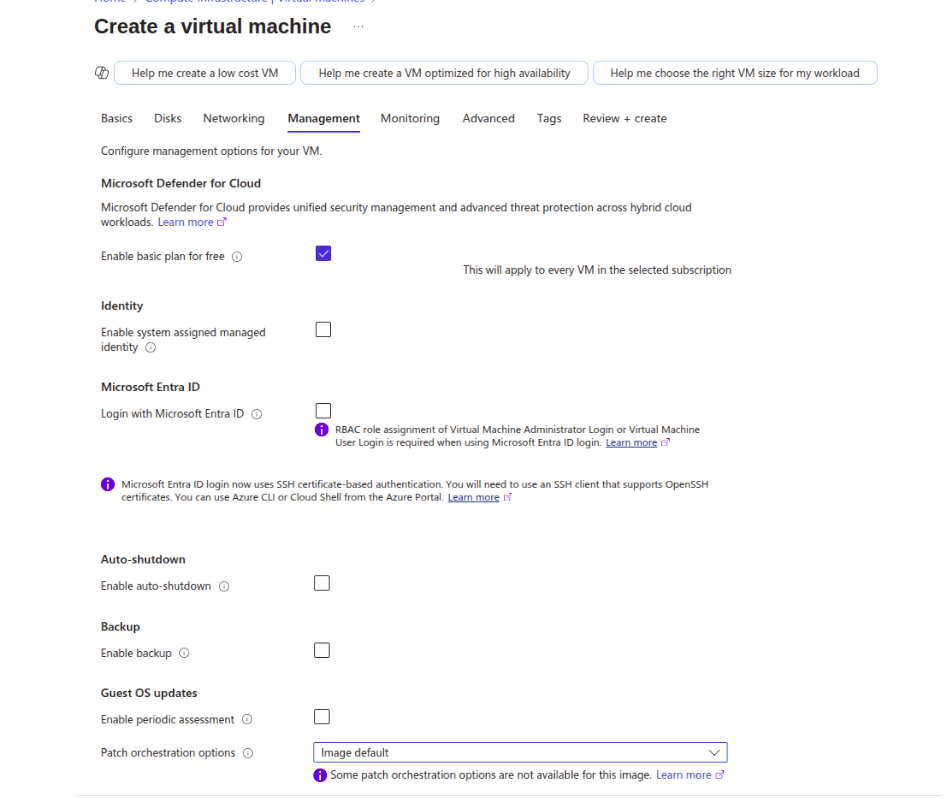 Home > Compute infrastructure | Virtual machines >
Create a virtual machine ...
Help me create a low cost VM
Help me create a VM optimized for high availability
Help me choose the right VM size for my workload
Basics Disks Networking Management Monitoring Advanced Tags Review + create
Configure management options for your VM.
Microsoft Defender for Cloud
Microsoft Defender for Cloud provides unified security management and advanced threat protection across hybrid cloud
workloads. Learn more
Enable basic plan for free
This will apply to every VM in the selected subscription
Identity
Enable system assigned managed
identity
Microsoft Entra ID
Login with Microsoft Entra ID
RBAC role assignment of Virtual Machine Administrator Login or Virtual Machine
User Login is required when using Microsoft Entra ID login. Learn more
Microsoft Entra ID login now uses SSH certificate-based authentication. You will need to use an SSH client that supports OpenSSH
certificates. You can use Azure CLI or Cloud Shell from the Azure Portal. Learn more
Auto-shutdown
Enable auto-shutdown
Backup
Enable backup
Guest OS updates
Enable periodic assessment
Patch orchestration options
Image default
Some patch orchestration options are not available for this image. Learn more